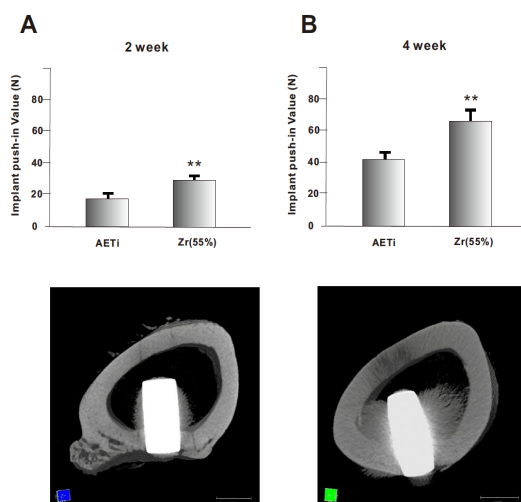 A
2 week
Implant push-in Value (N)
80
60
40
20
0
**
AETi
Zr(55%)
B
4 week
Implant push-in Value (N)
80
60
40
20
0
**
AETi
Zr(55%)